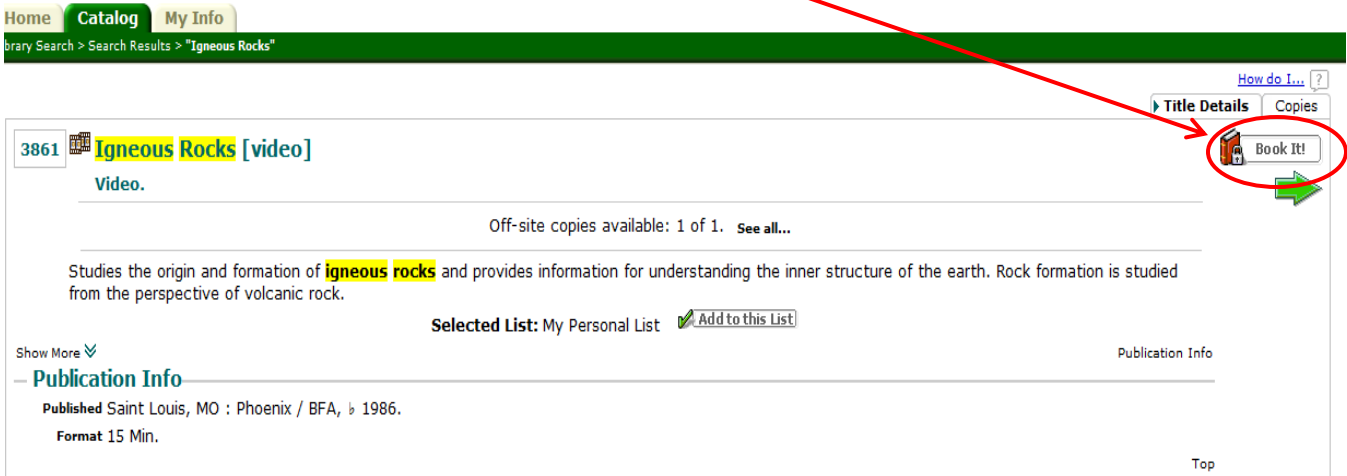 Home Catalog My Info
brary Search > Search Results > "Igneous Rocks"
How do I... ?
Title Details Copies
3861 Igneous Rocks [video]
Book It!
Video.
Off-site copies available: 1 of 1. See all...
Studies the origin and formation of igneous rocks and provides information for understanding the inner structure of the earth. Rock formation is studied
from the perspective of volcanic rock.
Selected List: My Personal List Add to this List
Show More Publication Info
Publication Info
Published Saint Louis, MO : Phoenix / BFA, ♭ 1986.
Format 15 Min.
Top